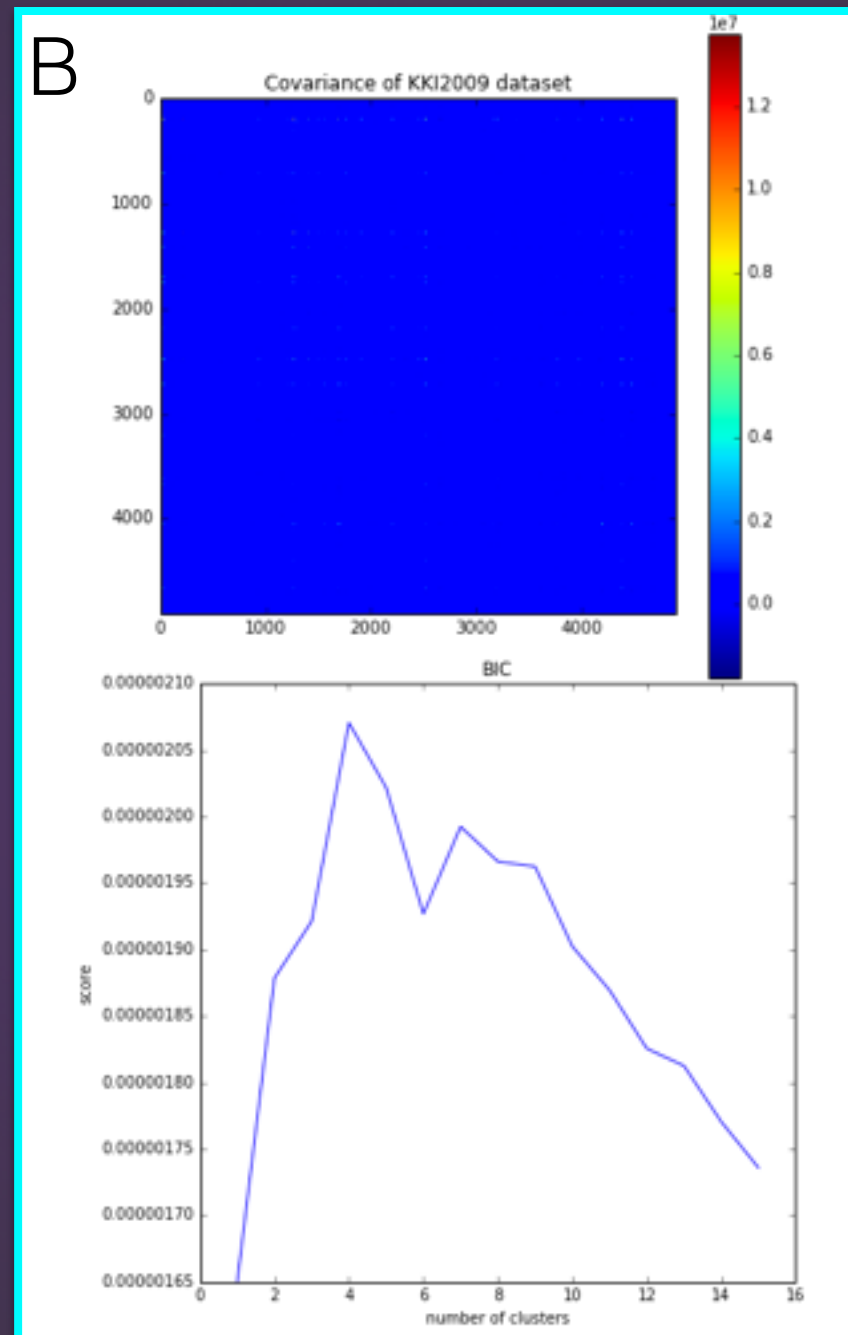 B
1e7
Covariance of KKI2009 dataset
0
1000
2000
3000
4000
0 1000 2000 3000 4000
1.2
1.0
0.8
0.6
0.4
0.2
0.0
BIC
0.00000210
0.00000205
0.00000200
0.00000195
0.00000190
0.00000185
0.00000180
0.00000175
0.00000170
0.00000165
score
0 2 4 6 8 10 12 14 16
number of clusters